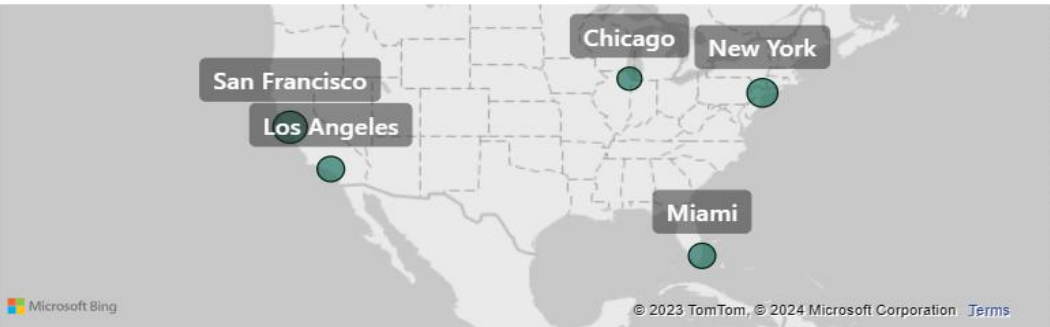 Chicago
New York
San Francisco
Los Angeles
Miami
Microsoft Bing
© 2023 TomTom, © 2024 Microsoft Corporation Terms